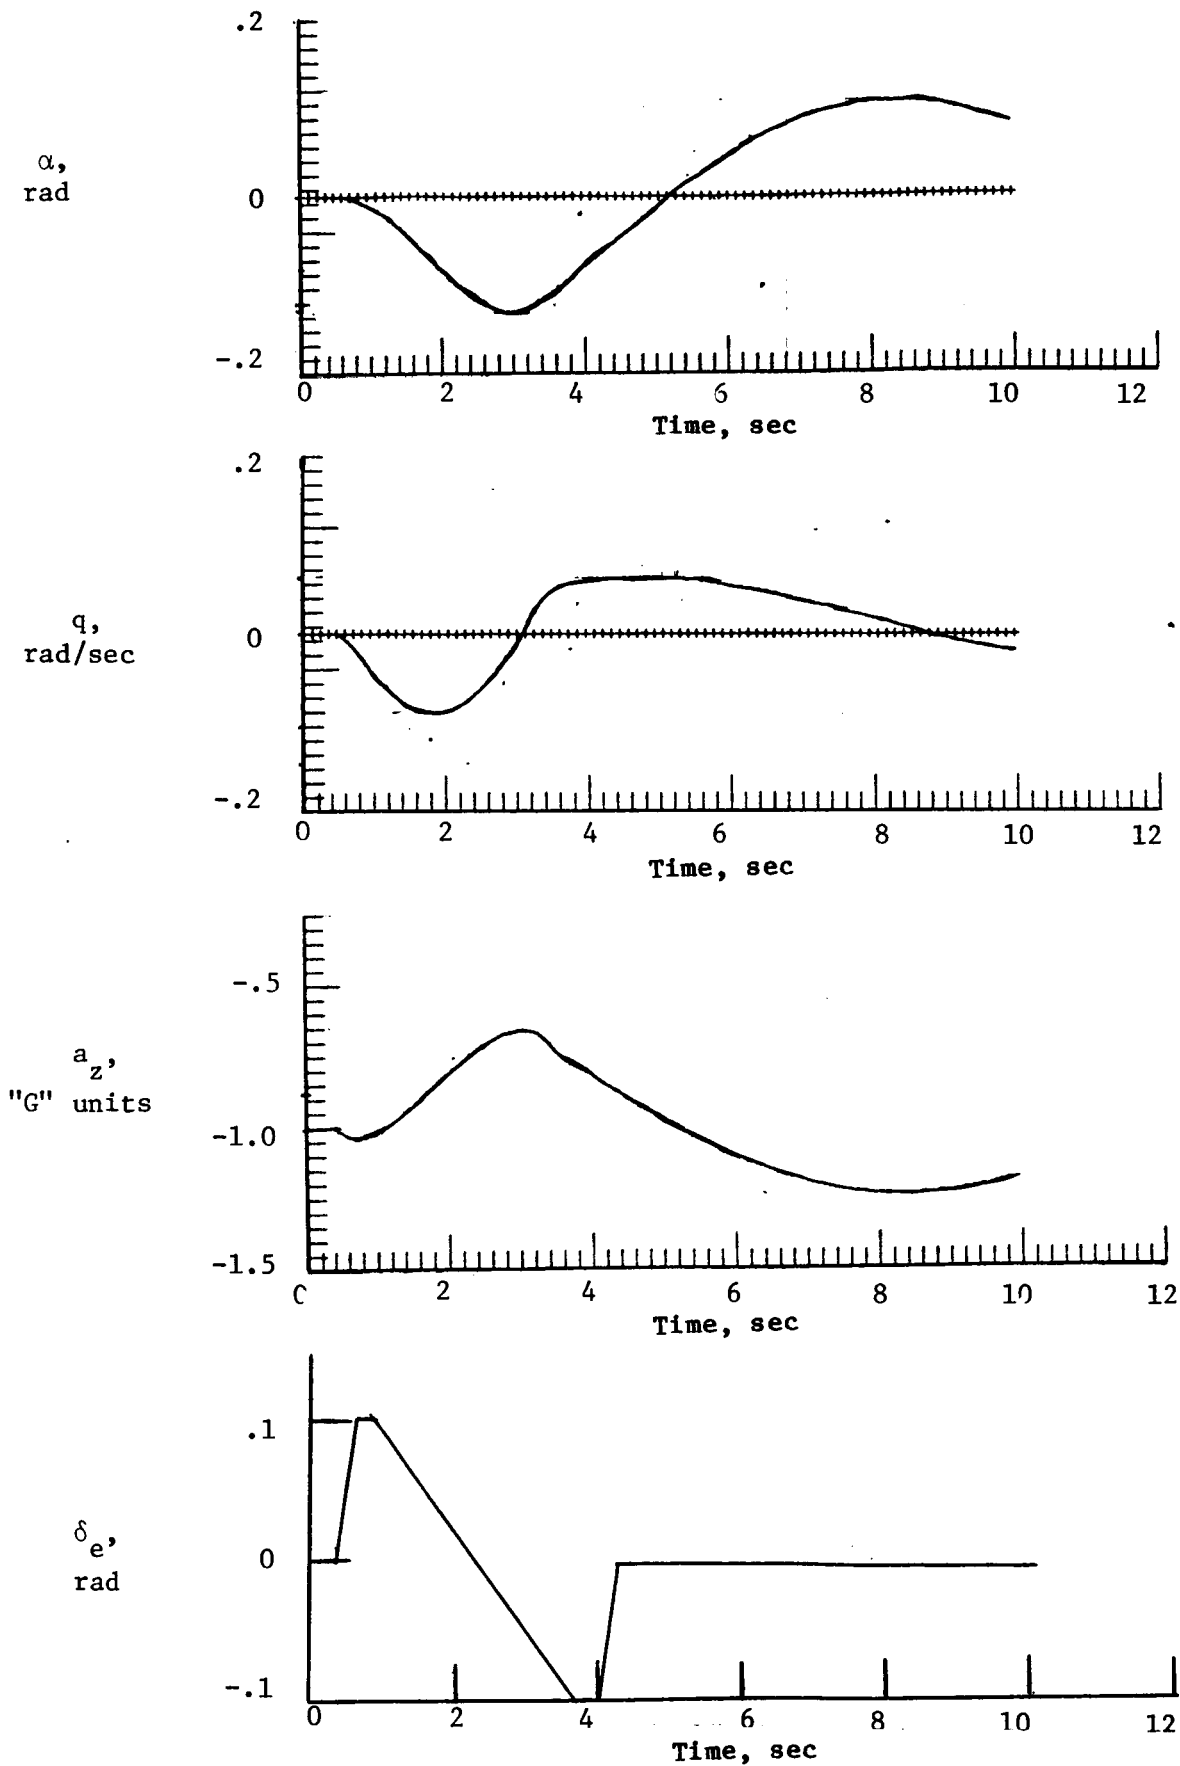 .2
α,
rad
0
-.2
0 2 4 6 8 10 12
Time, sec
.2
q,
rad/sec
0
-.2
0 2 4 6 8 10 12
Time, sec
-.5
a_z,
"G" units
-1.0
-1.5
C 2 4 6 8 10 12
Time, sec
.1
δ_e,
rad
0
-.1
0 2 4 6 8 10 12
Time, sec